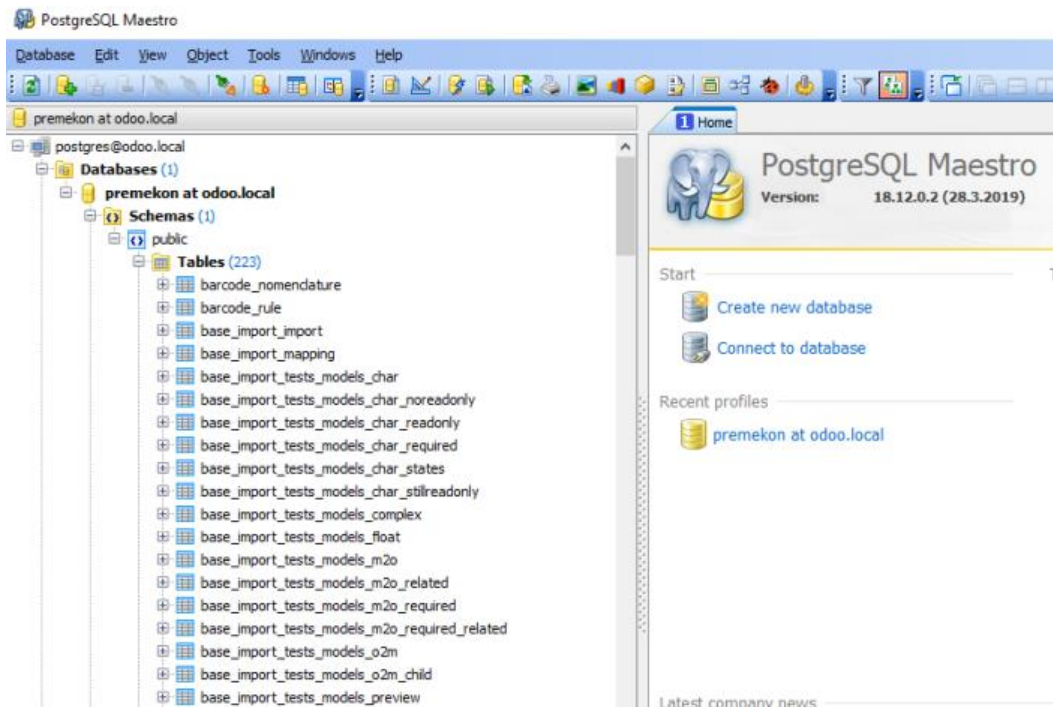 PostgreSQL Maestro
Database Edit View Object Tools Windows Help
premekon at odoo.local
postgres@odoo.local
Databases (1)
premekon at odoo.local
Schemas (1)
public
Tables (223)
barcode_nomenclature
barcode_rule
base_import_import
base_import_mapping
base_import_tests_models_char
base_import_tests_models_char_noreadonly
base_import_tests_models_char_readonly
base_import_tests_models_char_required
base_import_tests_models_char_states
base_import_tests_models_char_stillreadonly
base_import_tests_models_complex
base_import_tests_models_float
base_import_tests_models_m2o
base_import_tests_models_m2o_related
base_import_tests_models_m2o_required
base_import_tests_models_m2o_required_related
base_import_tests_models_o2m
base_import_tests_models_o2m_child
base_import_tests_models_preview
1 Home
PostgreSQL Maestro
Version: 18.12.0.2 (28.3.2019)
Start
Create new database
Connect to database
Recent profiles
premekon at odoo.local
Latest company news